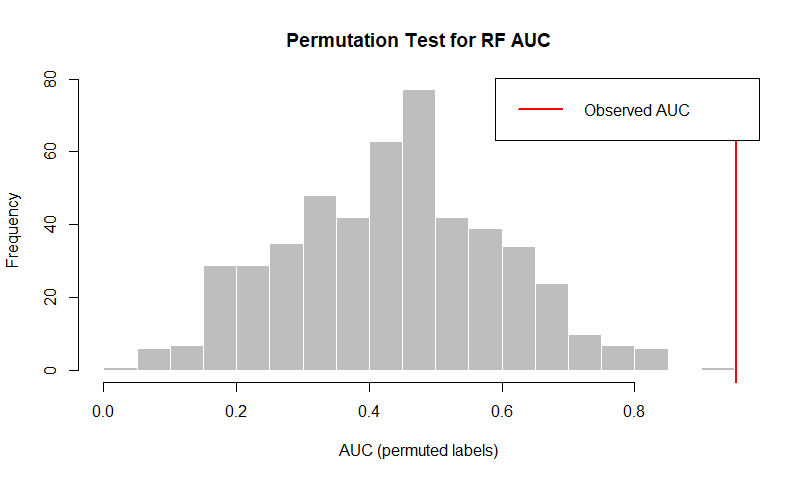 Permutation Test for RF AUC
Observed AUC
Frequency
80
60
40
20
0
0.0 0.2 0.4 0.6 0.8
AUC (permuted labels)